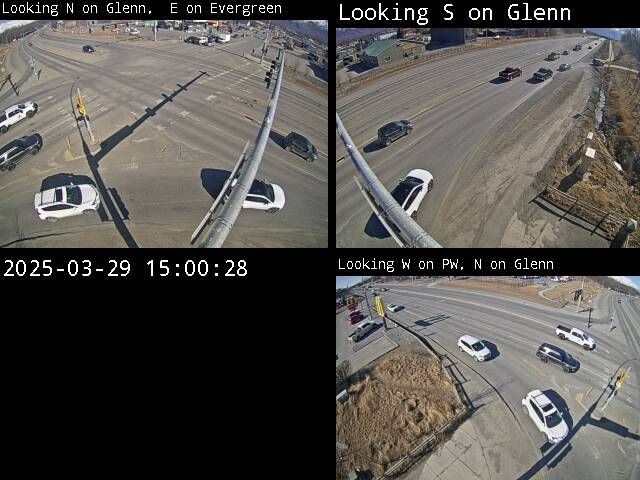 Looking N on Glenn,  E on Evergreen
Looking S on Glenn
2025-03-29 15:00:28
Looking W on PW, N on Glenn